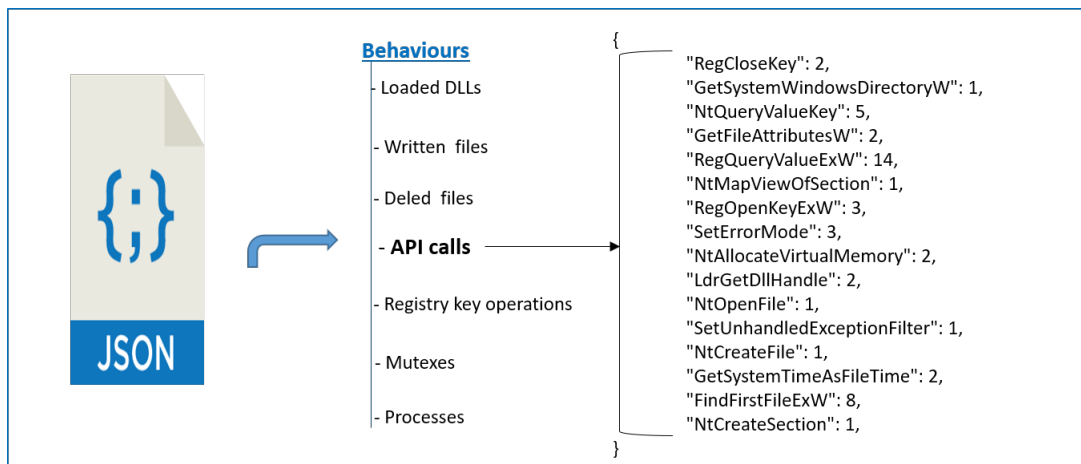 {;}
JSON
Behaviours
- Loaded DLLs
- Written files
- Deled files
- API calls
- Registry key operations
- Mutexes
- Processes
{
"RegCloseKey": 2,
"GetSystemWindowsDirectoryW": 1,
"NtQueryValueKey": 5,
"GetFileAttributesW": 2,
"RegQueryValueExW": 14,
"NtMapViewOfSection": 1,
"RegOpenKeyExW": 3,
"SetErrorMode": 3,
"NtAllocateVirtualMemory": 2,
"LdrGetDllHandle": 2,
"NtOpenFile": 1,
"SetUnhandledExceptionFilter": 1,
"NtCreateFile": 1,
"GetSystemTimeAsFileTime": 2,
"FindFirstFileExW": 8,
"NtCreateSection": 1,
}